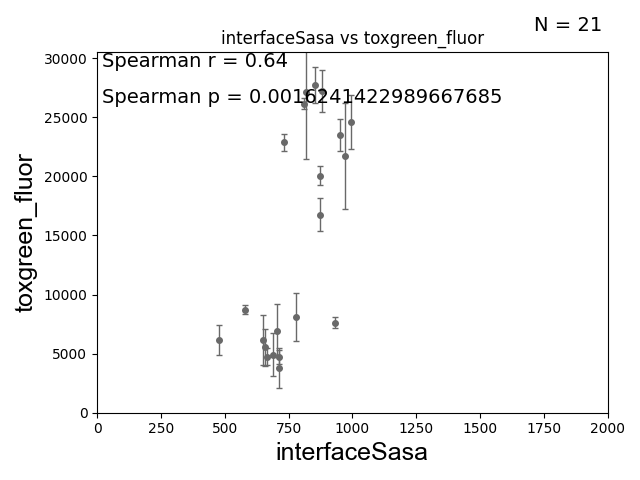 N = 21
interfaceSasa vs toxgreen_fluor
Spearman r = 0.64
Spearman p = 0.0016241422989667685
30000
25000
20000
15000
10000
5000
0
toxgreen_fluor
0 250 500 750 1000 1250 1500 1750 2000
interfaceSasa